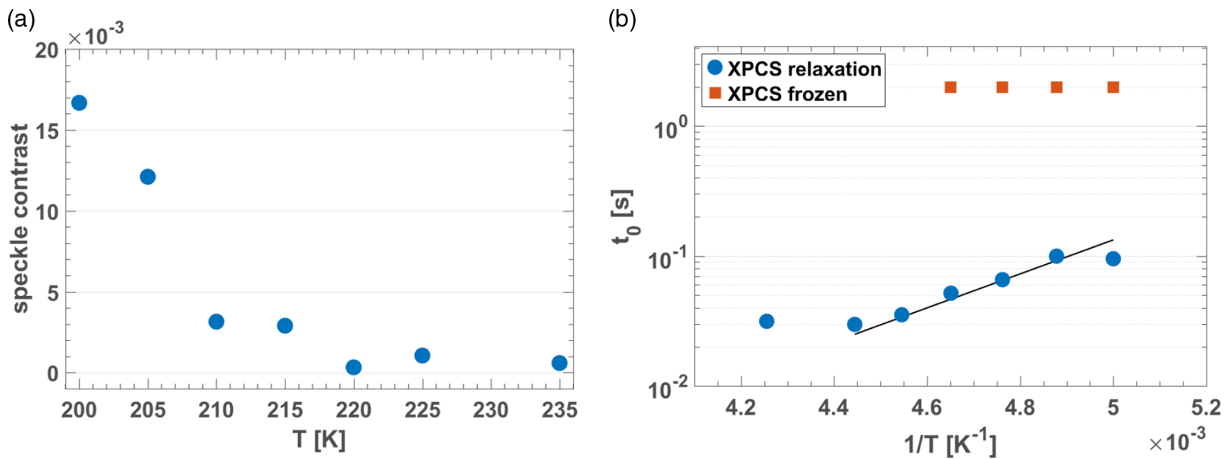 (a)
×10⁻³
20
15
10
5
0
speckle contrast
200 205 210 215 220 225 230 235
T [K]
(b)
XPCS relaxation
XPCS frozen
10⁰
10⁻¹
10⁻²
t₀ [s]
4.2 4.4 4.6 4.8 5 5.2
1/T [K⁻¹]
×10⁻³